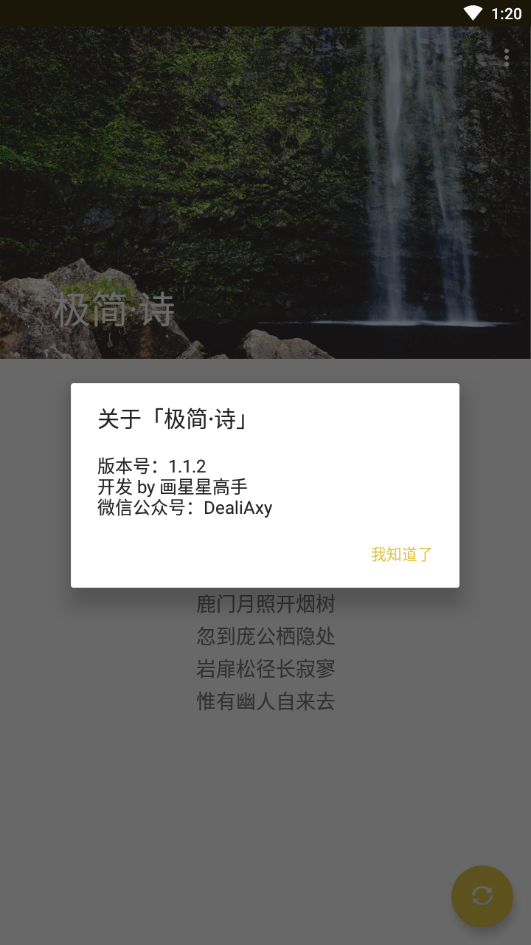 1:20
极简·诗
关于「极简·诗」
版本号：1.1.2
开发 by 画星星高手
微信公众号：DealiAxy
我知道了
鹿门月照开烟树
忽到庞公栖隐处
岩扉松径长寂寥
惟有幽人自来去